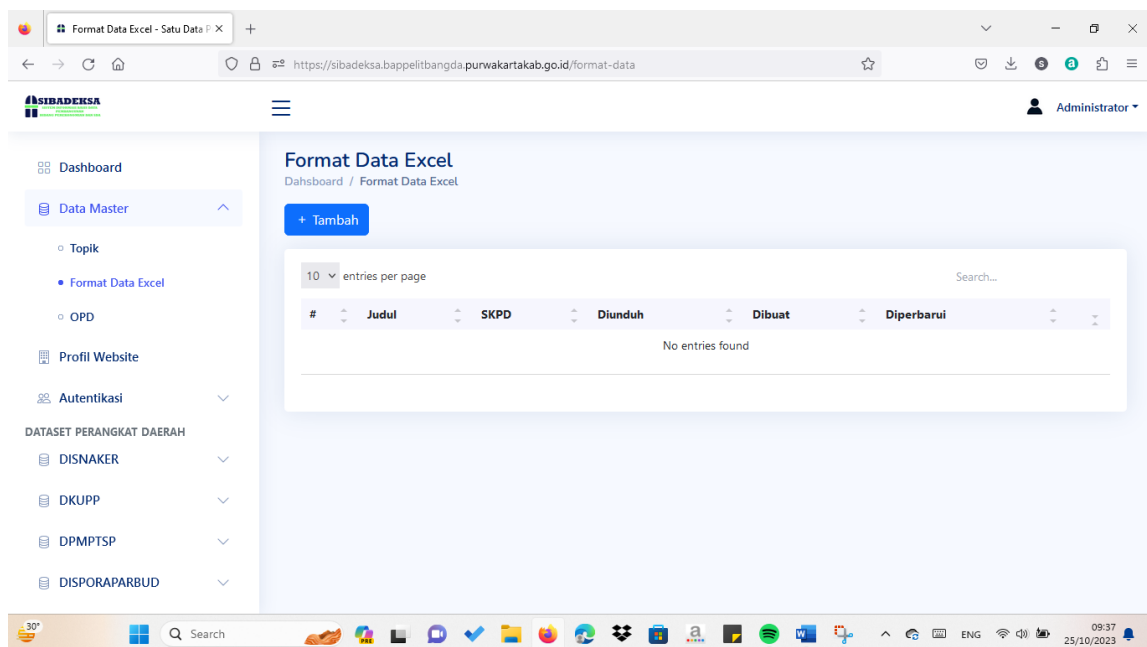 Format Data Excel - Satu Data P
https://sibadeksa.bappelitbangda.purwakartakab.go.id/format-data
SIBADEKSA
Administrator
Dashboard
Data Master
Topik
Format Data Excel
OPD
Profil Website
Autentikasi
DATASET PERANGKAT DAERAH
DISNAKER
DKUPP
DPMPTSP
DISPORAPARBUD
Format Data Excel
Dahsboard / Format Data Excel
+ Tambah
10 entries per page
Search...
# Judul SKPD Diunduh Dibuat Diperbarui
No entries found
30°
Search
PRE
ENG
09:37
25/10/2023